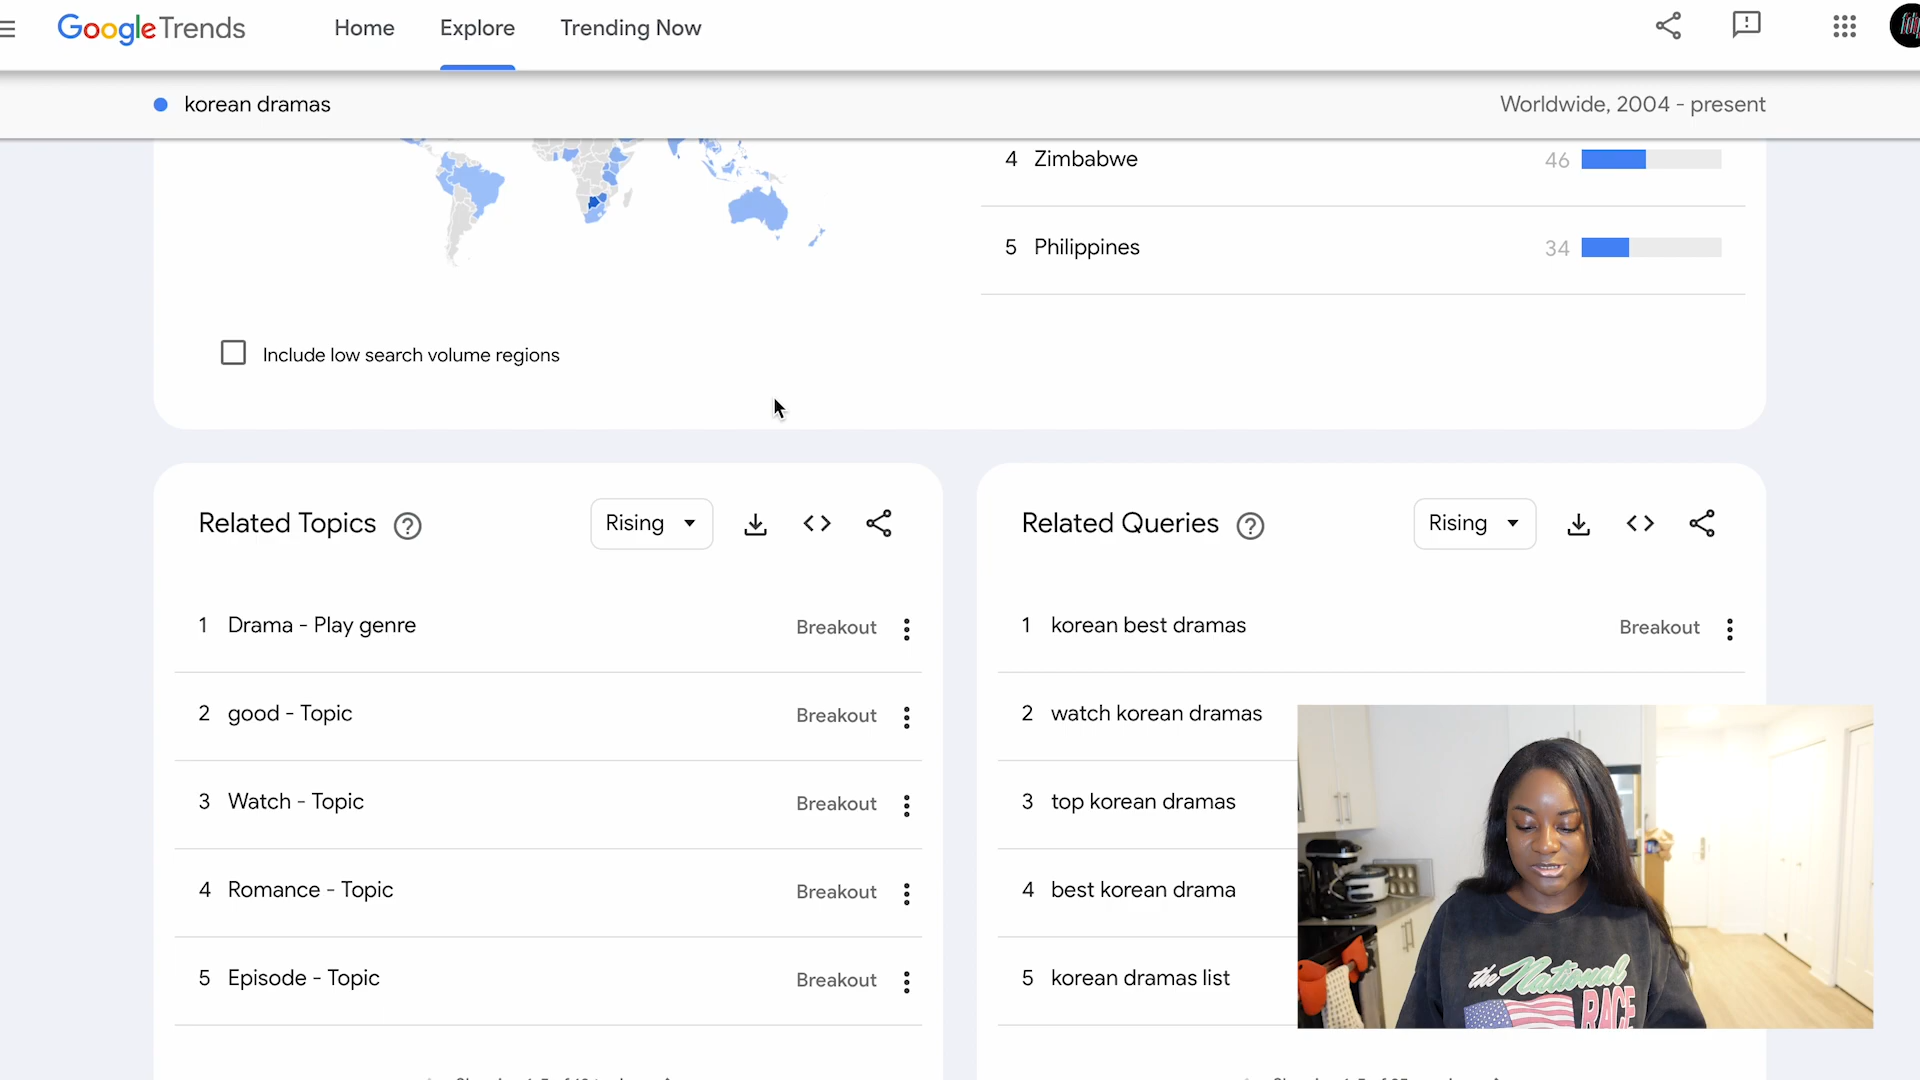 Google Trends
Home
Explore
Trending Now
korean dramas
Worldwide, 2004 - present
4 Zimbabwe 46
5 Philippines 34
Include low search volume regions
Related Topics
Rising
1 Drama - Play genre Breakout
2 good - Topic Breakout
3 Watch - Topic Breakout
4 Romance - Topic Breakout
5 Episode - Topic Breakout
Related Queries
Rising
1 korean best dramas Breakout
2 watch korean dramas
3 top korean dramas
4 best korean drama
5 korean dramas list
the National
RACE